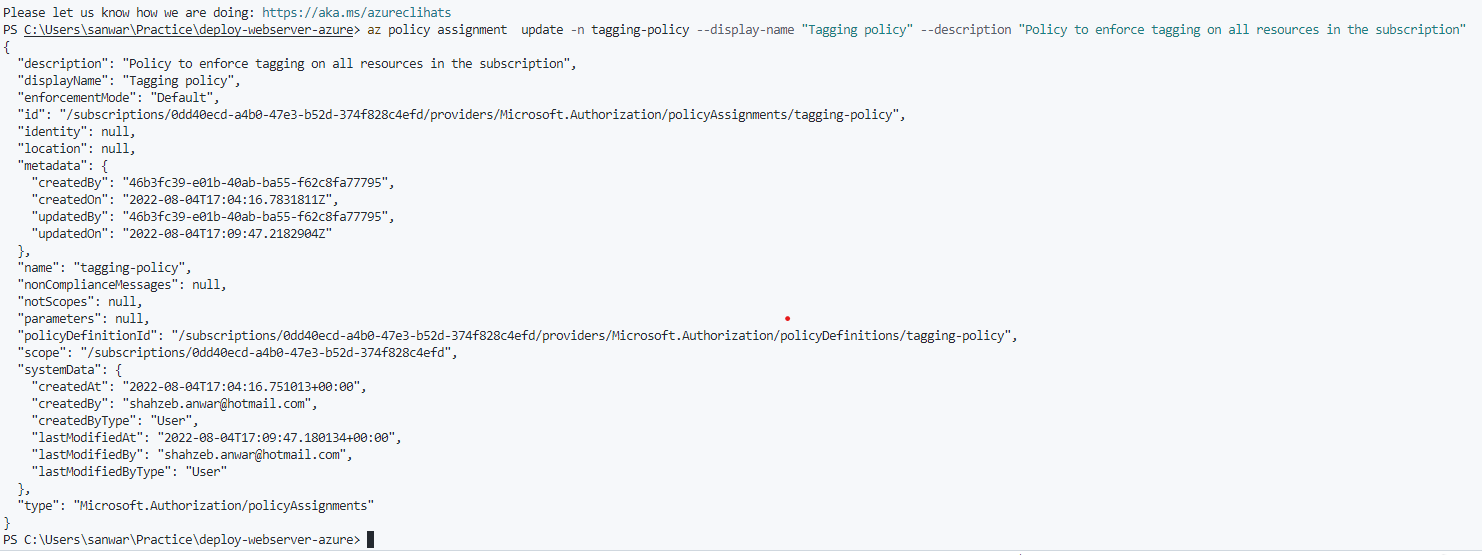 Please let us know how we are doing: https://aka.ms/azureclihats
PS C:\Users\sanwar\Practice\deploy-webserver-azure> az policy assignment  update -n tagging-policy --display-name "Tagging policy" --description "Policy to enforce tagging on all resources in the subscription"
{
  "description": "Policy to enforce tagging on all resources in the subscription",
  "displayName": "Tagging policy",
  "enforcementMode": "Default",
  "id": "/subscriptions/0dd40ecd-a4b0-47e3-b52d-374f828c4efd/providers/Microsoft.Authorization/policyAssignments/tagging-policy",
  "identity": null,
  "location": null,
  "metadata": {
    "createdBy": "46b3fc39-e01b-40ab-ba55-f62c8fa77795",
    "createdOn": "2022-08-04T17:04:16.7831811Z",
    "updatedBy": "46b3fc39-e01b-40ab-ba55-f62c8fa77795",
    "updatedOn": "2022-08-04T17:09:47.2182904Z"
  },
  "name": "tagging-policy",
  "nonComplianceMessages": null,
  "notScopes": null,
  "parameters": null,
  "policyDefinitionId": "/subscriptions/0dd40ecd-a4b0-47e3-b52d-374f828c4efd/providers/Microsoft.Authorization/policyDefinitions/tagging-policy",
  "scope": "/subscriptions/0dd40ecd-a4b0-47e3-b52d-374f828c4efd",
  "systemData": {
    "createdAt": "2022-08-04T17:04:16.751013+00:00",
    "createdBy": "shahzeb.anwar@hotmail.com",
    "createdByType": "User",
    "lastModifiedAt": "2022-08-04T17:09:47.180134+00:00",
    "lastModifiedBy": "shahzeb.anwar@hotmail.com",
    "lastModifiedByType": "User"
  },
  "type": "Microsoft.Authorization/policyAssignments"
}
PS C:\Users\sanwar\Practice\deploy-webserver-azure>